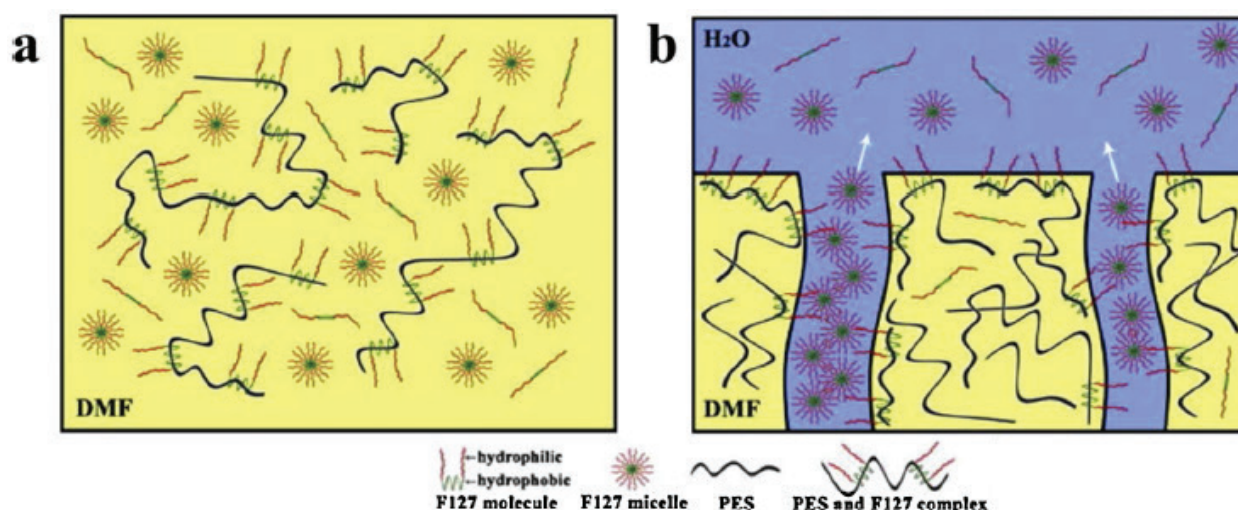 a
b
H₂O
DMF
DMF
←hydrophilic
←hydrophobic
F127 molecule
F127 micelle
PES
PES and F127 complex